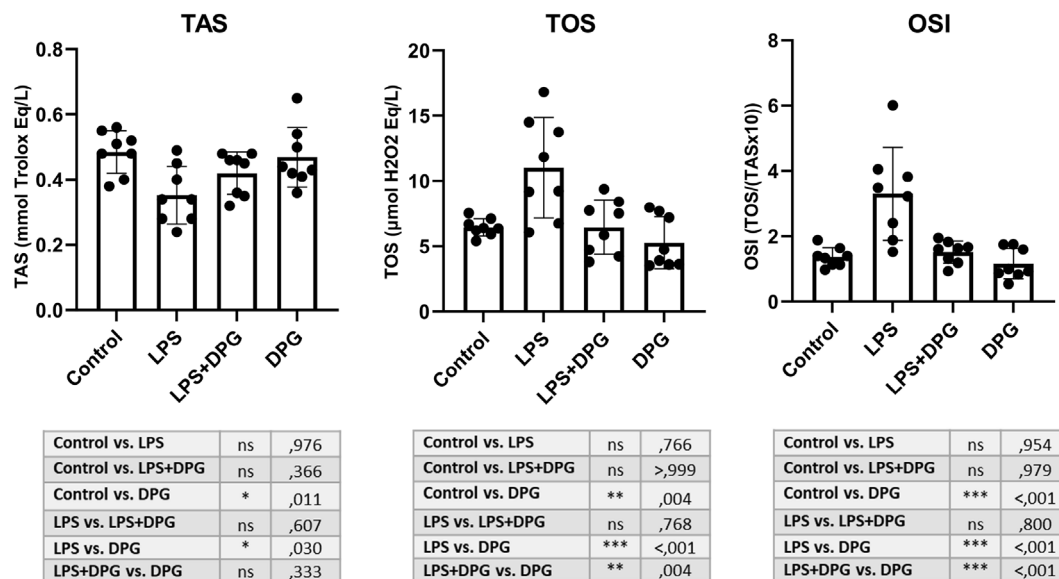 TAS
TAS (mmol Trolox Eq/L)
0.8
0.6
0.4
0.2
0.0
Control
LPS
LPS+DPG
DPG
TOS
TOS (µmol H2O2 Eq/L)
20
15
10
5
0
Control
LPS
LPS+DPG
DPG
OSI
OSI (TOS/(TASx10))
8
6
4
2
0
Control
LPS
LPS+DPG
DPG
Control vs. LPS ns ,976
Control vs. LPS+DPG ns ,366
Control vs. DPG * ,011
LPS vs. LPS+DPG ns ,607
LPS vs. DPG * ,030
LPS+DPG vs. DPG ns ,333
Control vs. LPS ns ,766
Control vs. LPS+DPG ns >,999
Control vs. DPG ** ,004
LPS vs. LPS+DPG ns ,768
LPS vs. DPG *** <,001
LPS+DPG vs. DPG ** ,004
Control vs. LPS ns ,954
Control vs. LPS+DPG ns ,979
Control vs. DPG *** <,001
LPS vs. LPS+DPG ns ,800
LPS vs. DPG *** <,001
LPS+DPG vs. DPG *** <,001